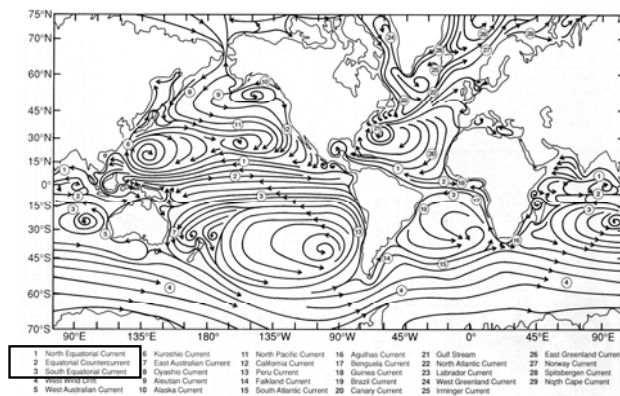 75°N
70°N
60°N
45°N
30°N
15°N
0°
15°S
30°S
45°S
60°S
70°S
90°E 135°E 180° 135°W 90°W 45°W 0° 45°E 90°E
1 North Equatorial Current
2 Equatorial Countercurrent
3 South Equatorial Current
4 West Wind Drift
5 West Australian Current
6 Kuroshio Current
7 East Australian Current
8 Oyashio Current
9 Aleutian Current
10 Alaska Current
11 North Pacific Current
12 California Current
13 Peru Current
14 Falkland Current
15 South Atlantic Current
16 Agulhas Current
17 Benguela Current
18 Guinea Current
19 Brazil Current
20 Canary Current
21 Gulf Stream
22 North Atlantic Current
23 Labrador Current
24 West Greenland Current
25 Irminger Current
26 East Greenland Current
27 Norway Current
28 Spitsbergen Current
29 North Cape Current